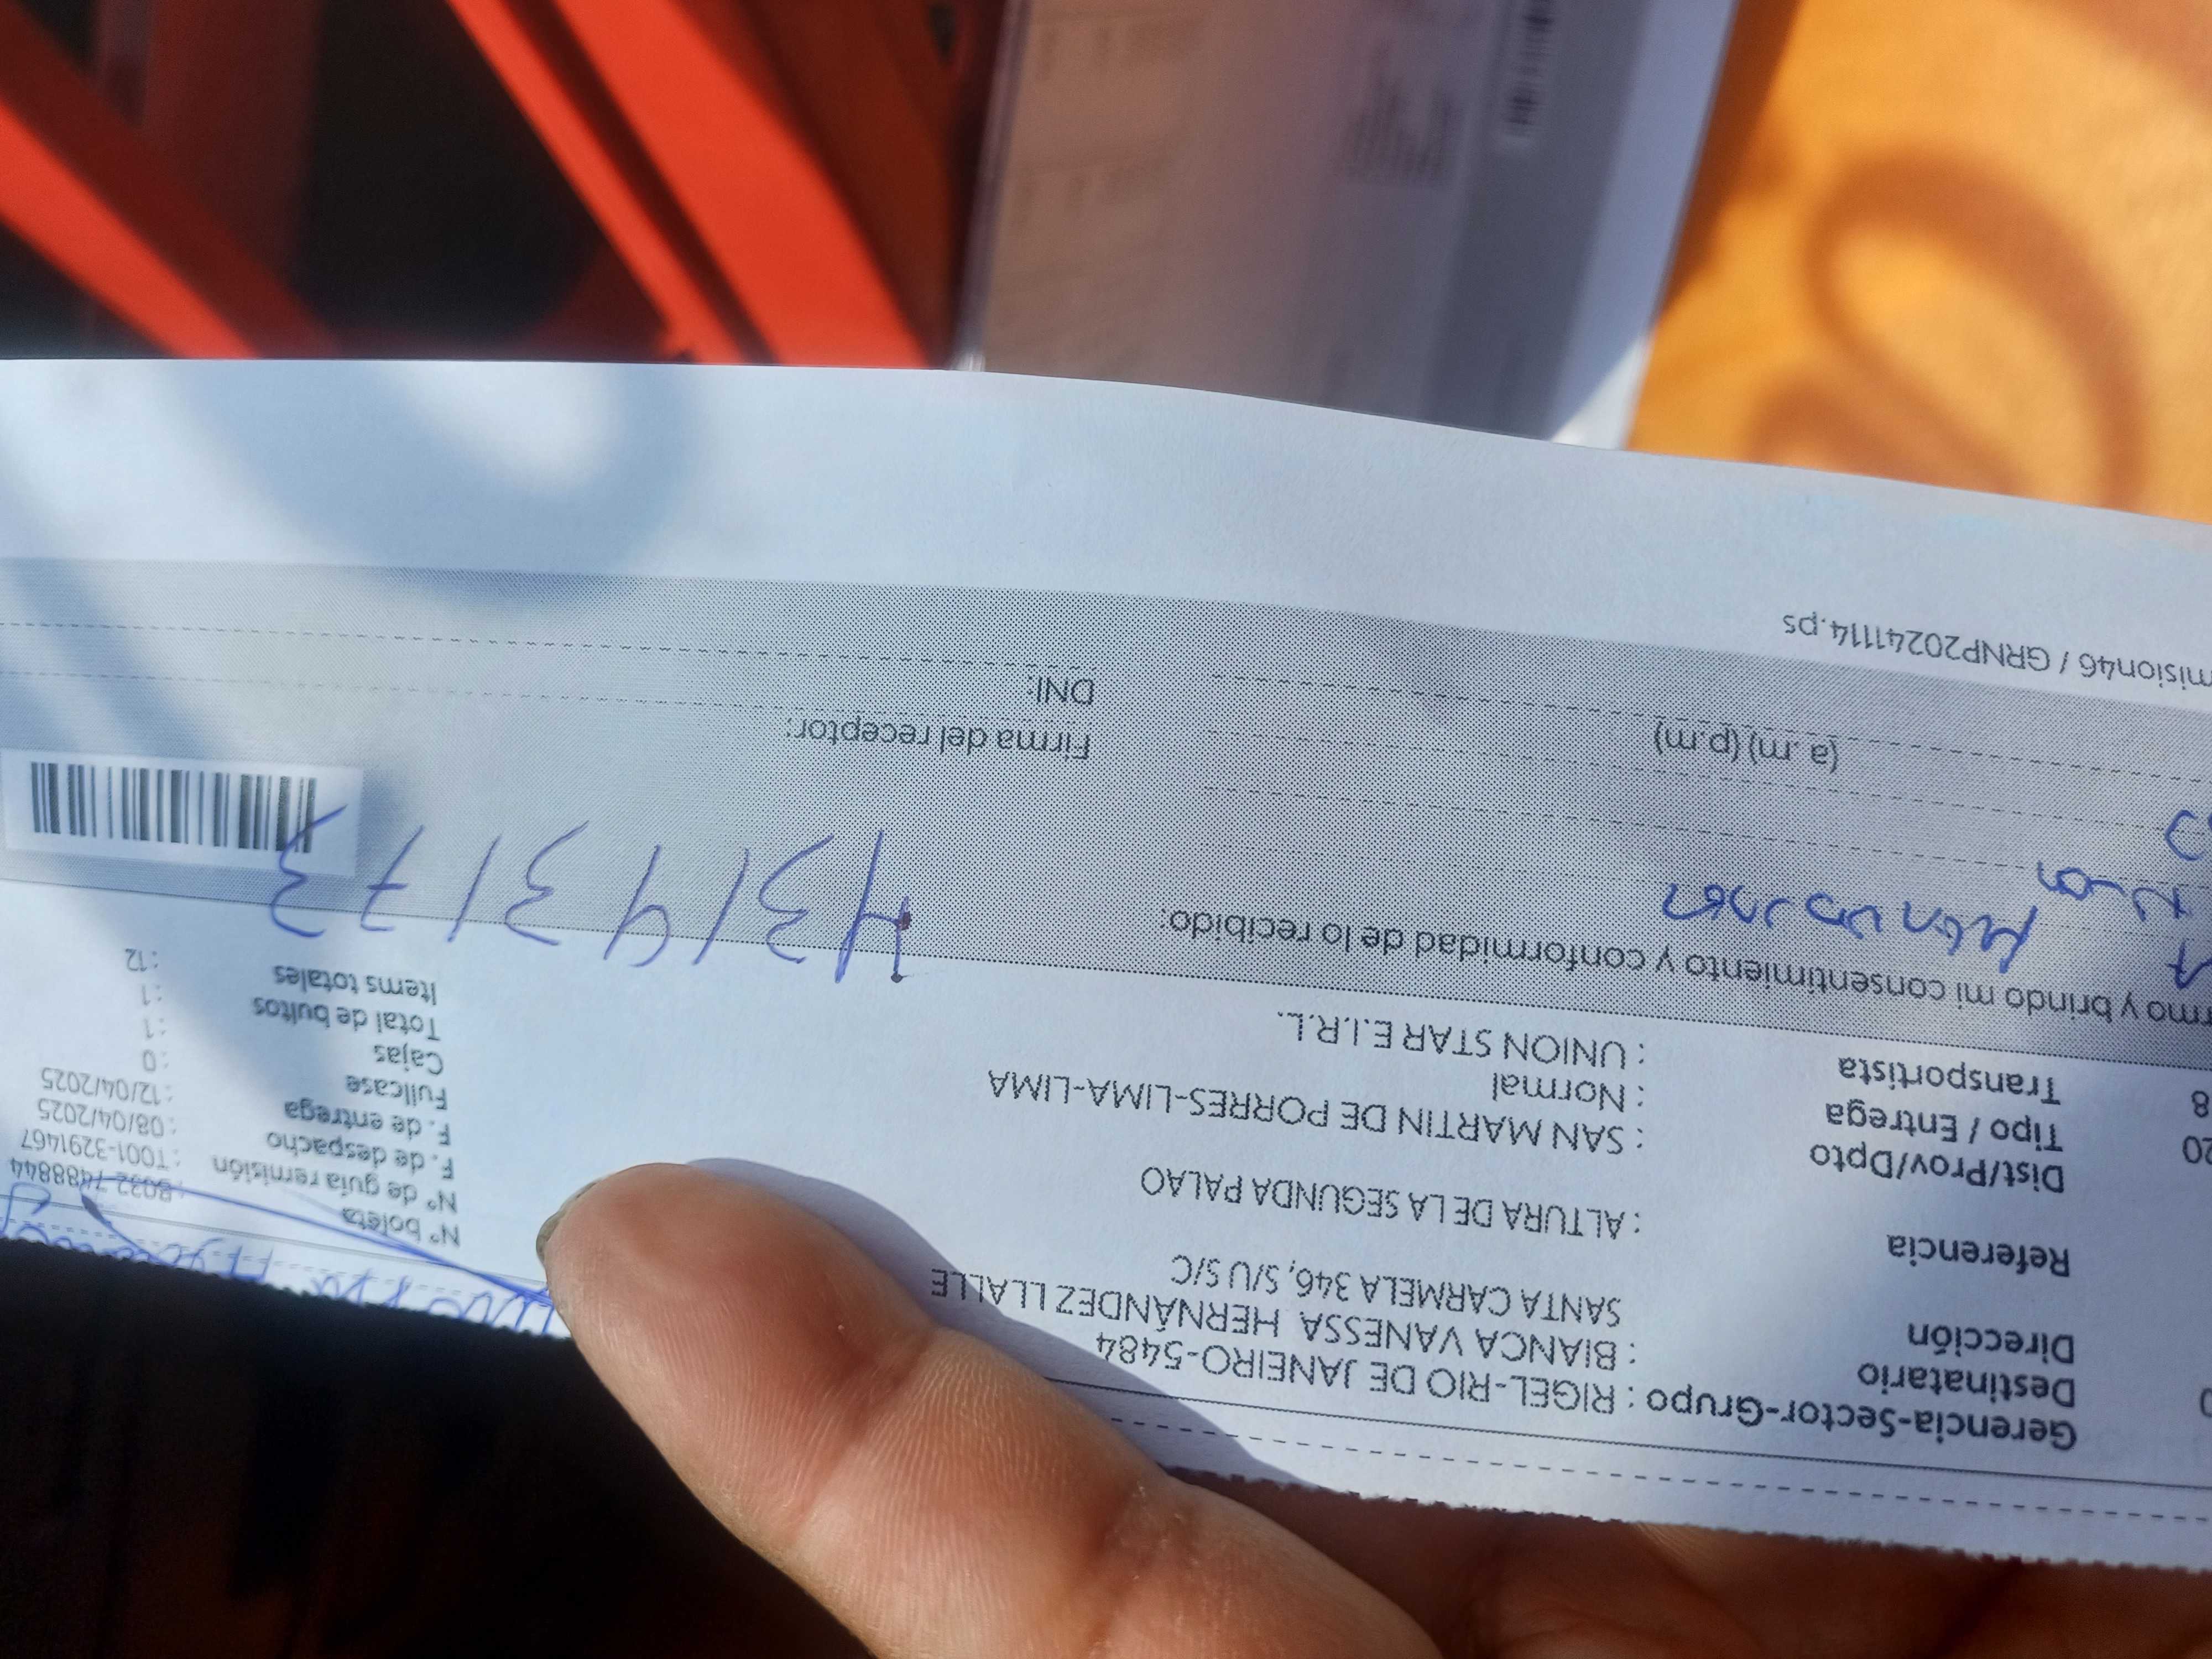 Gerencia-Sector-Grupo : RIGEL-RIO DE JANEIRO-5484
Destinatario : BIANCA VANESSA HERNÁNDEZ LLALLE
Dirección SANTA CARMELA 346, S/U S/C
Referencia : ALTURA DE LA SEGUNDA PALAO
Dist/Prov/Dpto : SAN MARTIN DE PORRES-LIMA-LIMA
Tipo / Entrega : Normal
Transportista : UNION STAR E.I.R.L.
N° boleta : B032-7488844
N° de guía remisión : T001-3291467
F. de despacho : 08/04/2025
F. de entrega : 12/04/2025
Fullcase : 0
Cajas : 1
Total de bultos : 1
Items totales : 12
rmo y brindo mi consentimiento y conformidad de lo recibido:
43143173
Firma del receptor:
(a. m) (p.m)
DNI:
misión46 / GRNP20241114.ps